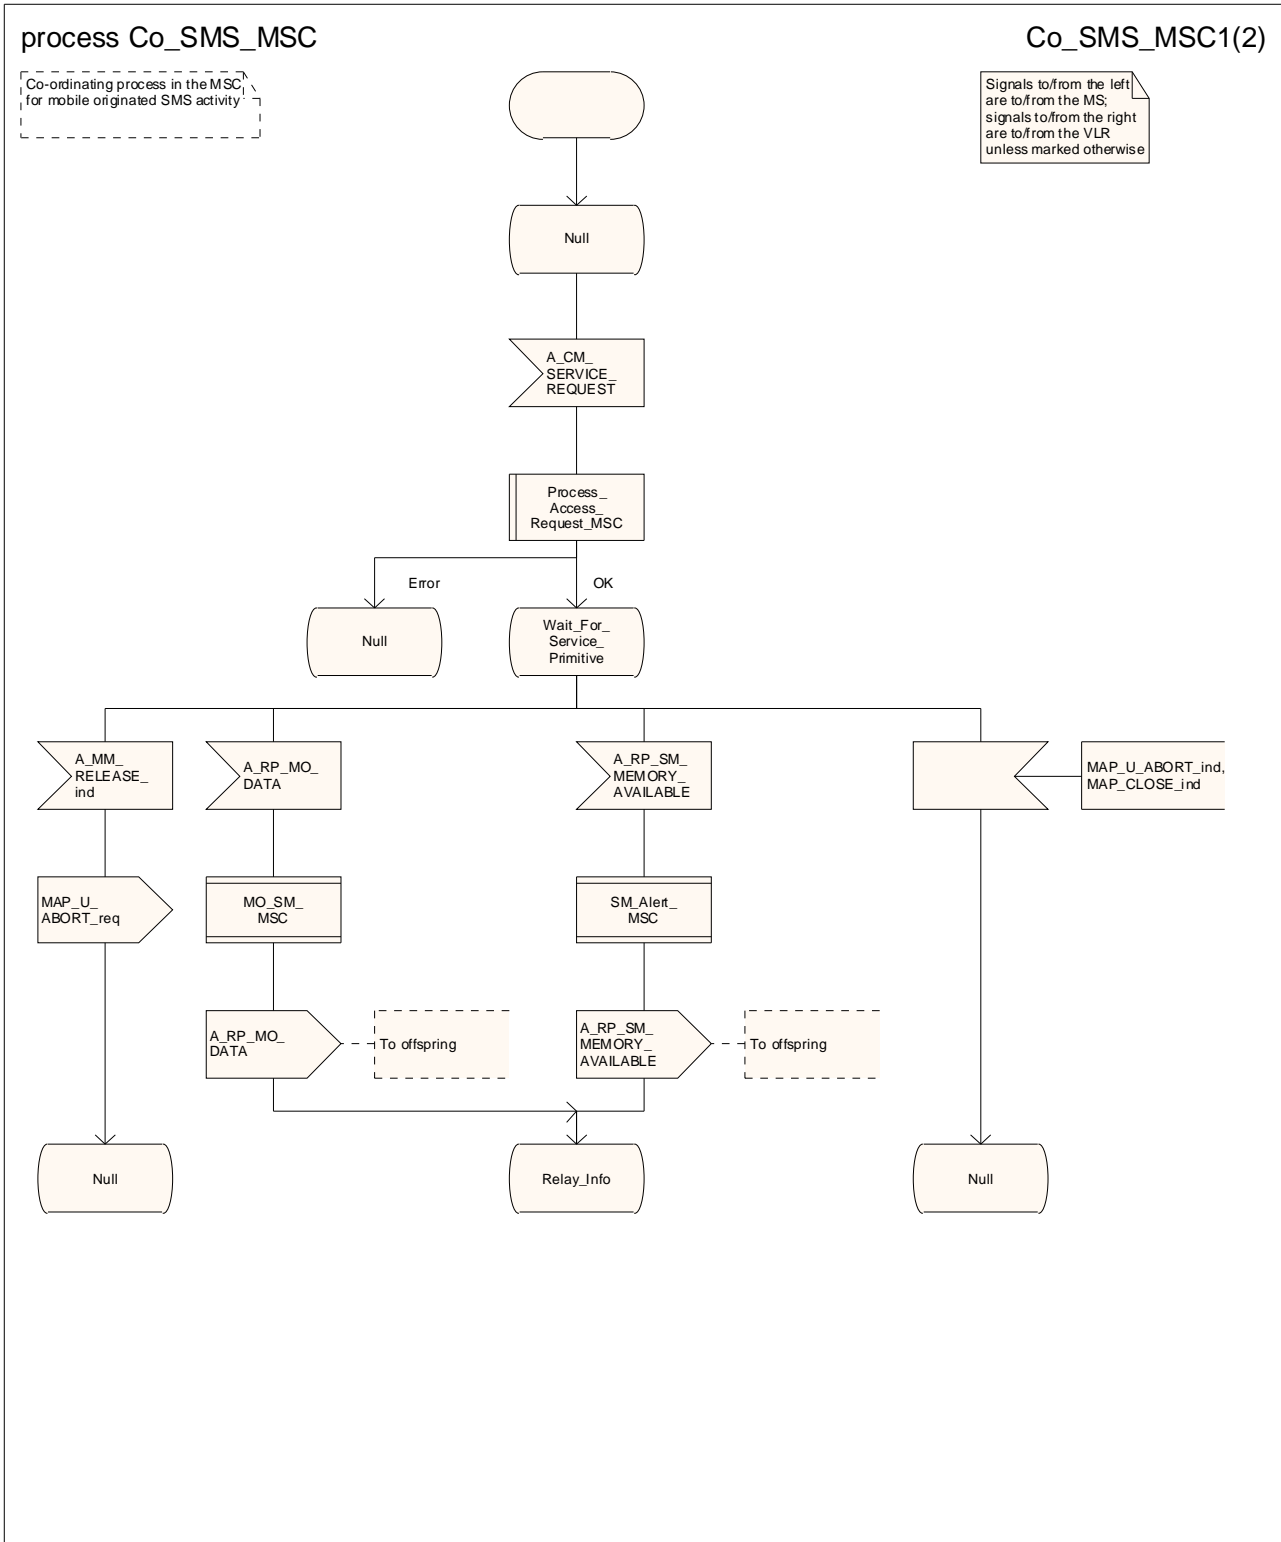 process Co_SMS_MSC
Co_SMS_MSC1(2)
Co-ordinating process in the MSC
for mobile originated SMS activity
Signals to/from the left
are to/from the MS;
signals to/from the right
are to/from the VLR
unless marked otherwise
Null
A_CM_
SERVICE_
REQUEST
Process_
Access_
Request_MSC
Error
OK
Null
Wait_For_
Service_
Primitive
A_MM_
RELEASE_
ind
A_RP_MO_
DATA
A_RP_SM_
MEMORY_
AVAILABLE
MAP_U_ABORT_ind,
MAP_CLOSE_ind
MAP_U_
ABORT_req
MO_SM_
MSC
SM_Alert_
MSC
A_RP_MO_
DATA
To offspring
A_RP_SM_
MEMORY_
AVAILABLE
To offspring
Null
Relay_Info
Null